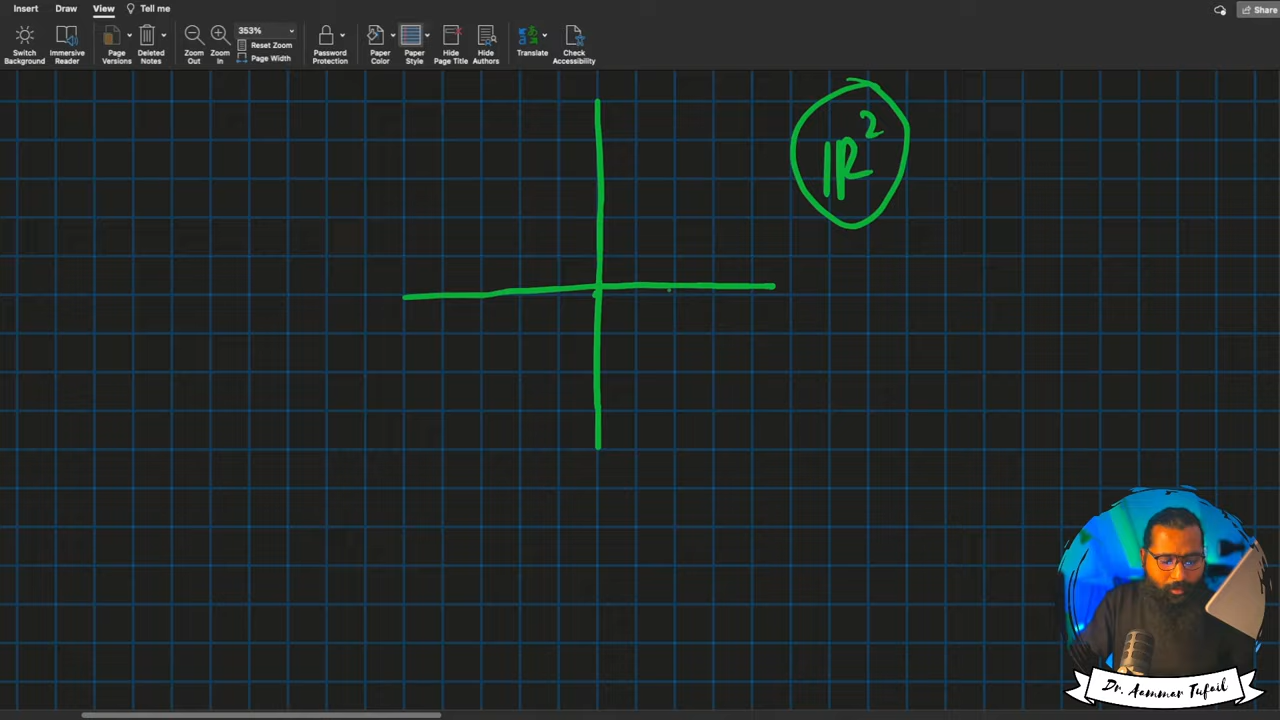 Insert Draw View Tell me Share
Switch Background Immersive Reader Page Versions Deleted Notes Zoom Out Zoom In 353% Reset Zoom Page Width Password Protection Paper Color Paper Style Hide Page Title Hide Authors Translate Check Accessibility
ℝ²
Dr. Aammar Tufail